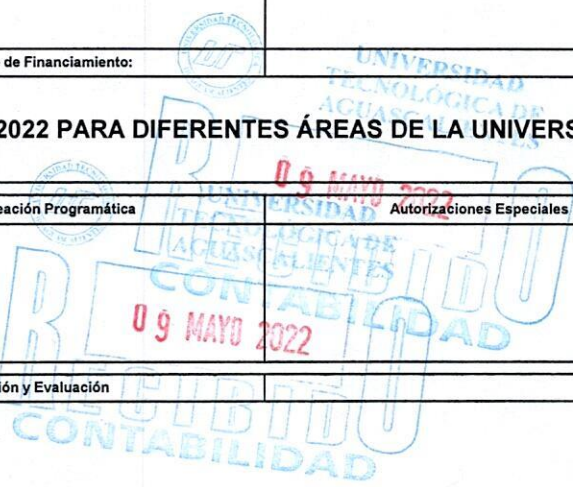 de Financiamiento:
UNIVERSIDAD
TECNOLÓGICA DE
AGUASCALIENTES
2022 PARA DIFERENTES ÁREAS DE LA UNIVERS
09 MAYO 2022
RECIBIDO
CONTABILIDAD
eación Programática
Autorizaciones Especiales
UNIVERSIDAD
TECNOLÓGICA DE
AGUASCALIENTES
09 MAYO 2022
RECIBIDO
CONTABILIDAD
ión y Evaluación